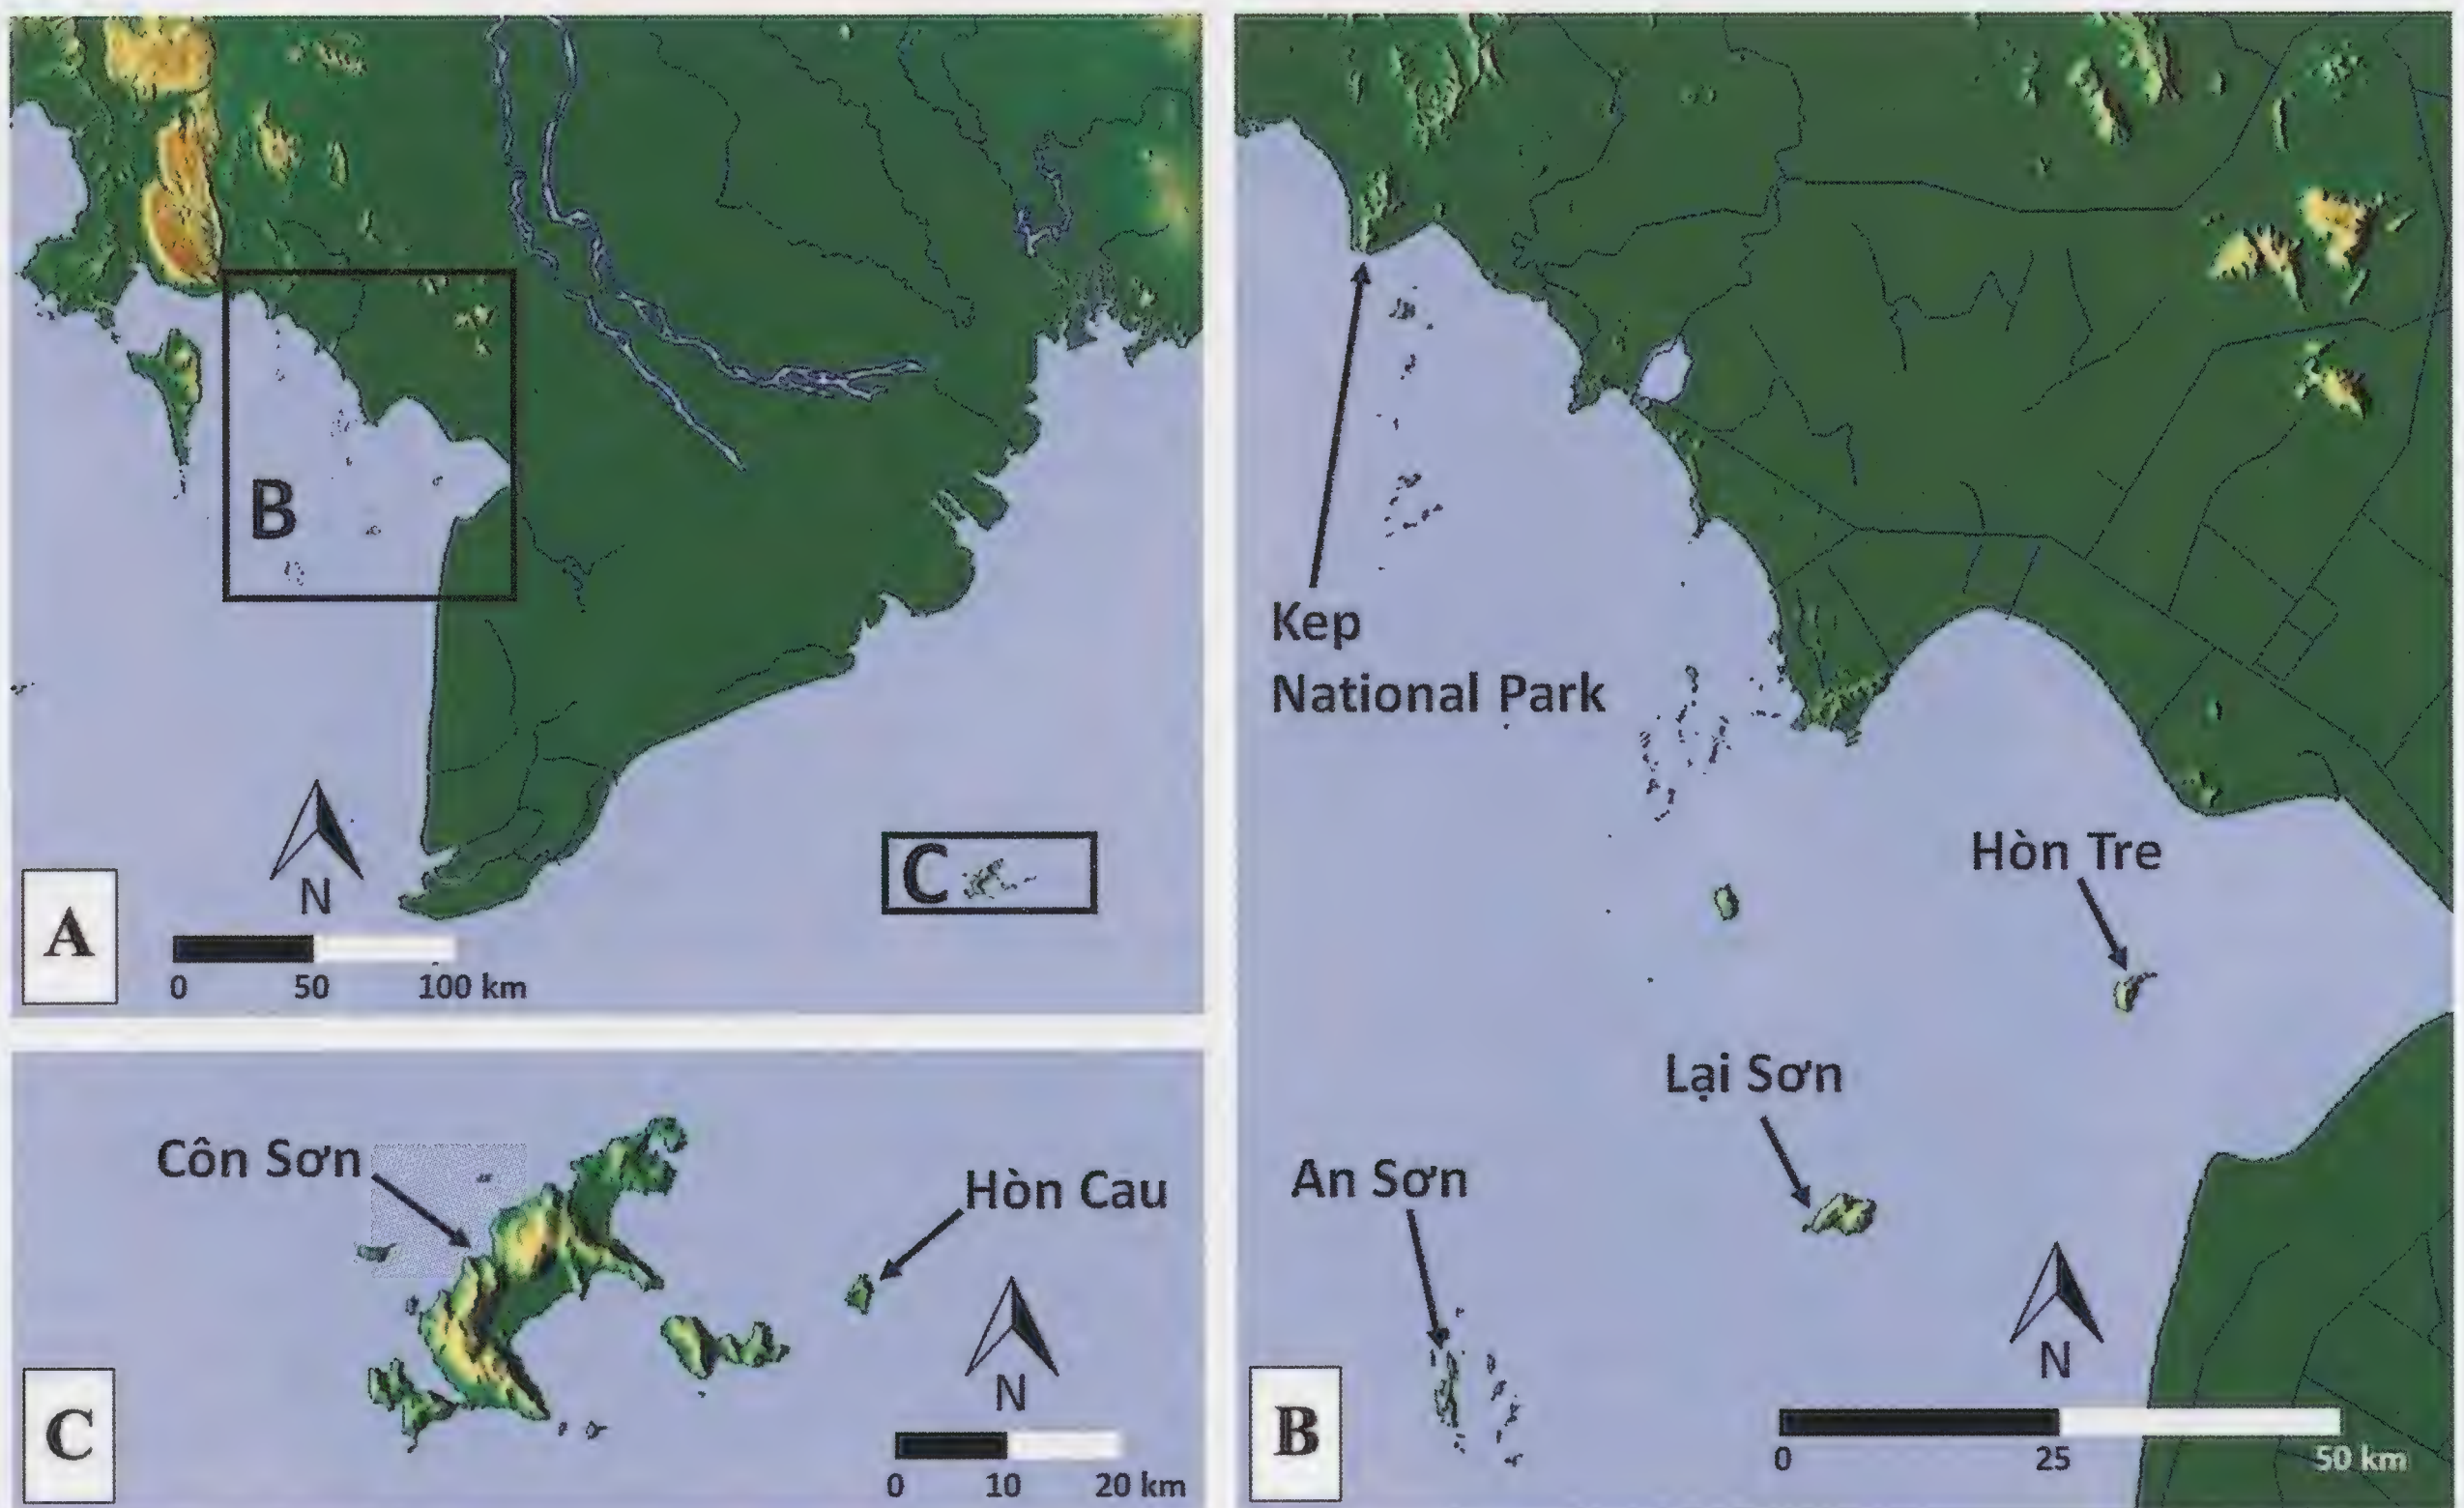 B
C
N
A
0 50 100 km
Kep
National Park
Hòn Tre
Lại Sơn
An Sơn
N
B
0 25 50 km
Côn Sơn
Hòn Cau
N
C
0 10 20 km